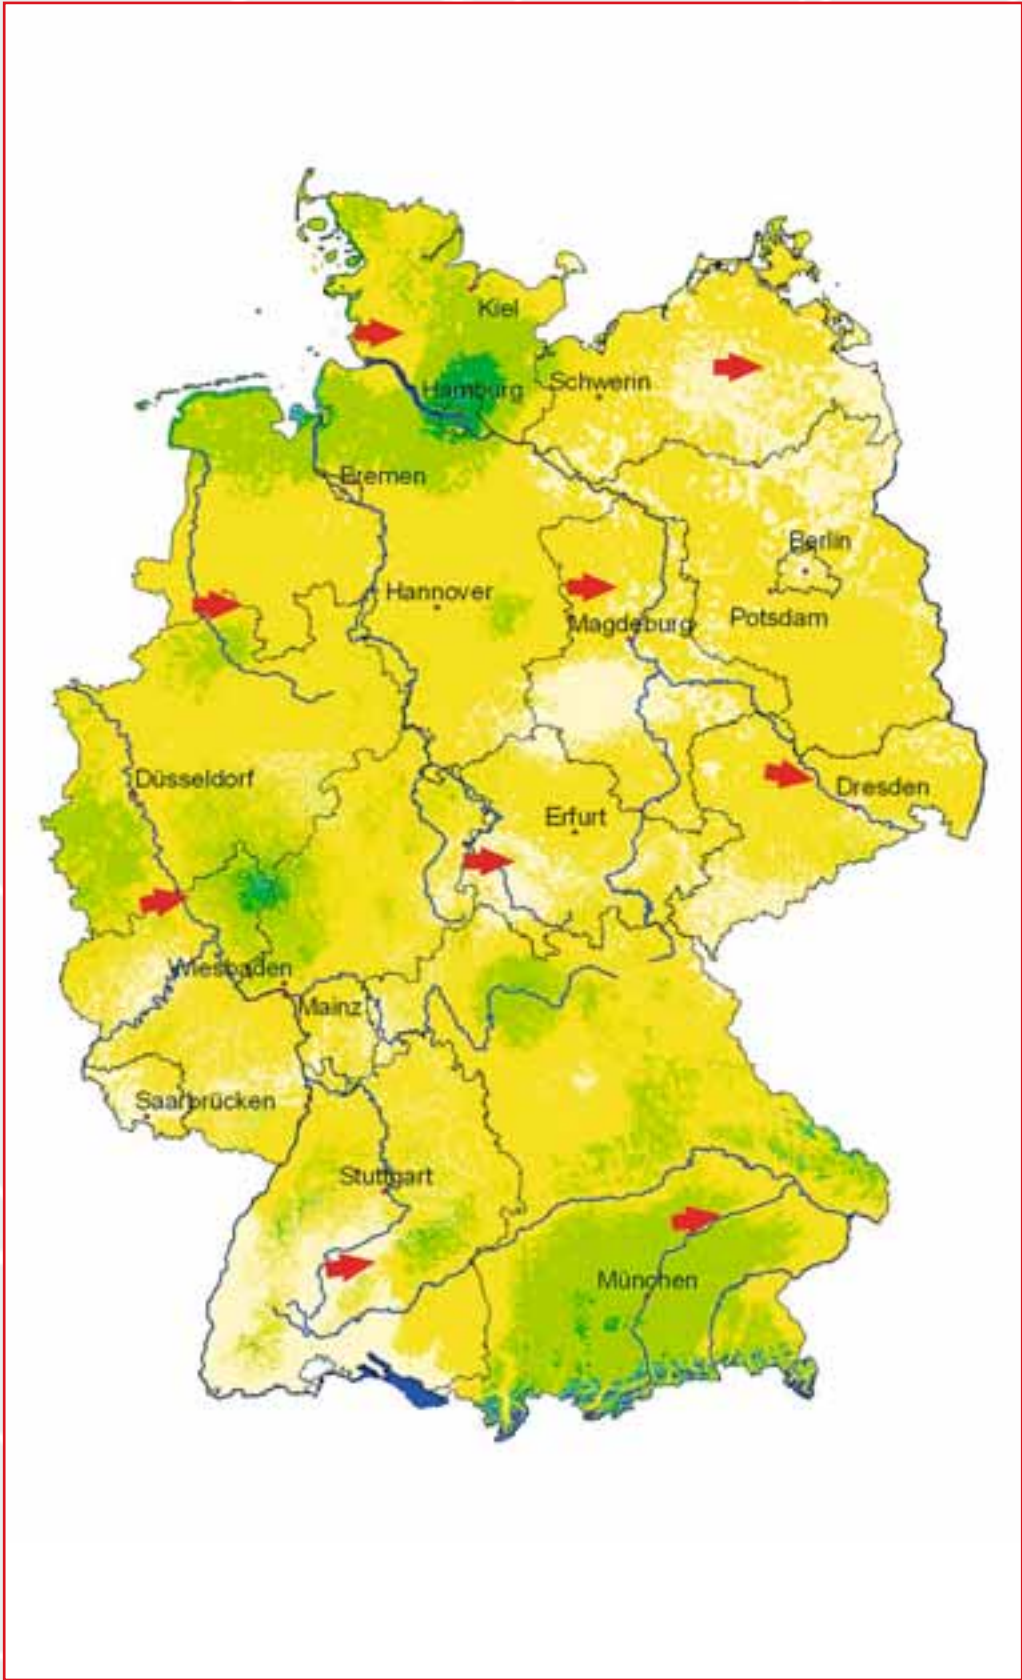 Kiel
Hamburg
Schwerin
Bremen
Berlin
Hannover
Potsdam
Magdeburg
Düsseldorf
Dresden
Erfurt
Wiesbaden
Mainz
Saarbrücken
Stuttgart
München